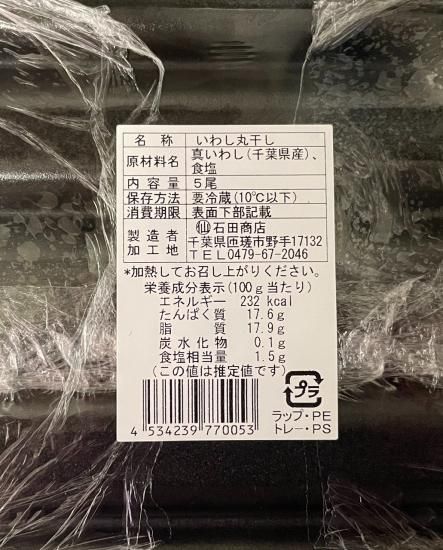 名称 いわし丸干し
原材料名 真いわし(千葉県産)、
食塩
内容量 5尾
保存方法 要冷蔵(10℃以下)
消費期限 表面下部記載
製造者 石田商店
加工地 千葉県匝瑳市野手17132
TEL0479-67-2046
*加熱してお召し上がりください。
栄養成分表示(100g当たり)
エネルギー 232 kcal
たんぱく質 17.6g
脂質 17.9g
炭水化物 0.1g
食塩相当量 1.5g
(この値は推定値です)
4 534239 770053
プラ
ラップ・PE
トレー・PS